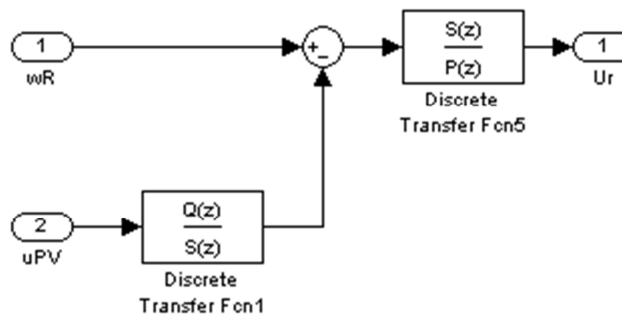 1
wR
+
−
S(z)
P(z)
Discrete
Transfer Fcn5
1
Ur
2
uPV
Q(z)
S(z)
Discrete
Transfer Fcn1